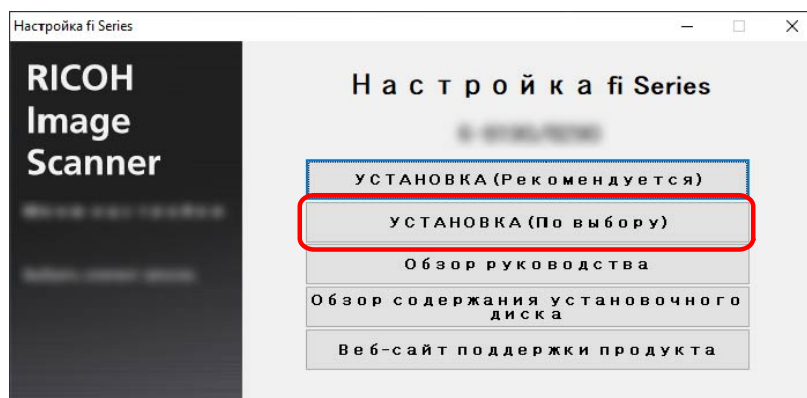 Настройка fi Series
RICOH
Image
Scanner
Настройка fi Series
УСТАНОВКА (Рекомендуется)
УСТАНОВКА (По выбору)
Обзор руководства
Обзор содержания установочного
диска
Веб-сайт поддержки продукта